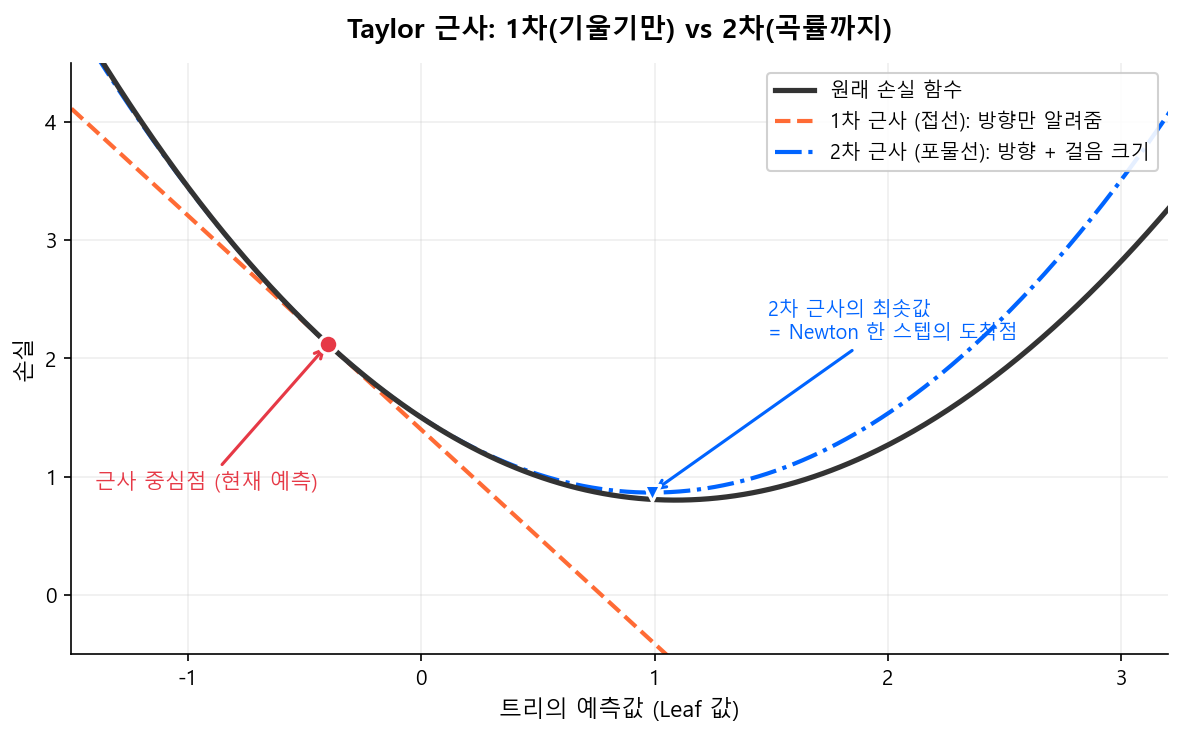 Taylor 근사: 1차(기울기만) vs 2차(곡률까지)
원래 손실 함수
1차 근사 (접선): 방향만 알려줌
2차 근사 (포물선): 방향 + 걸음 크기
2차 근사의 최솟값
= Newton 한 스텝의 도착점
근사 중심점 (현재 예측)
손실
4
3
2
1
0
-1
0
1
2
3
트리의 예측값 (Leaf 값)